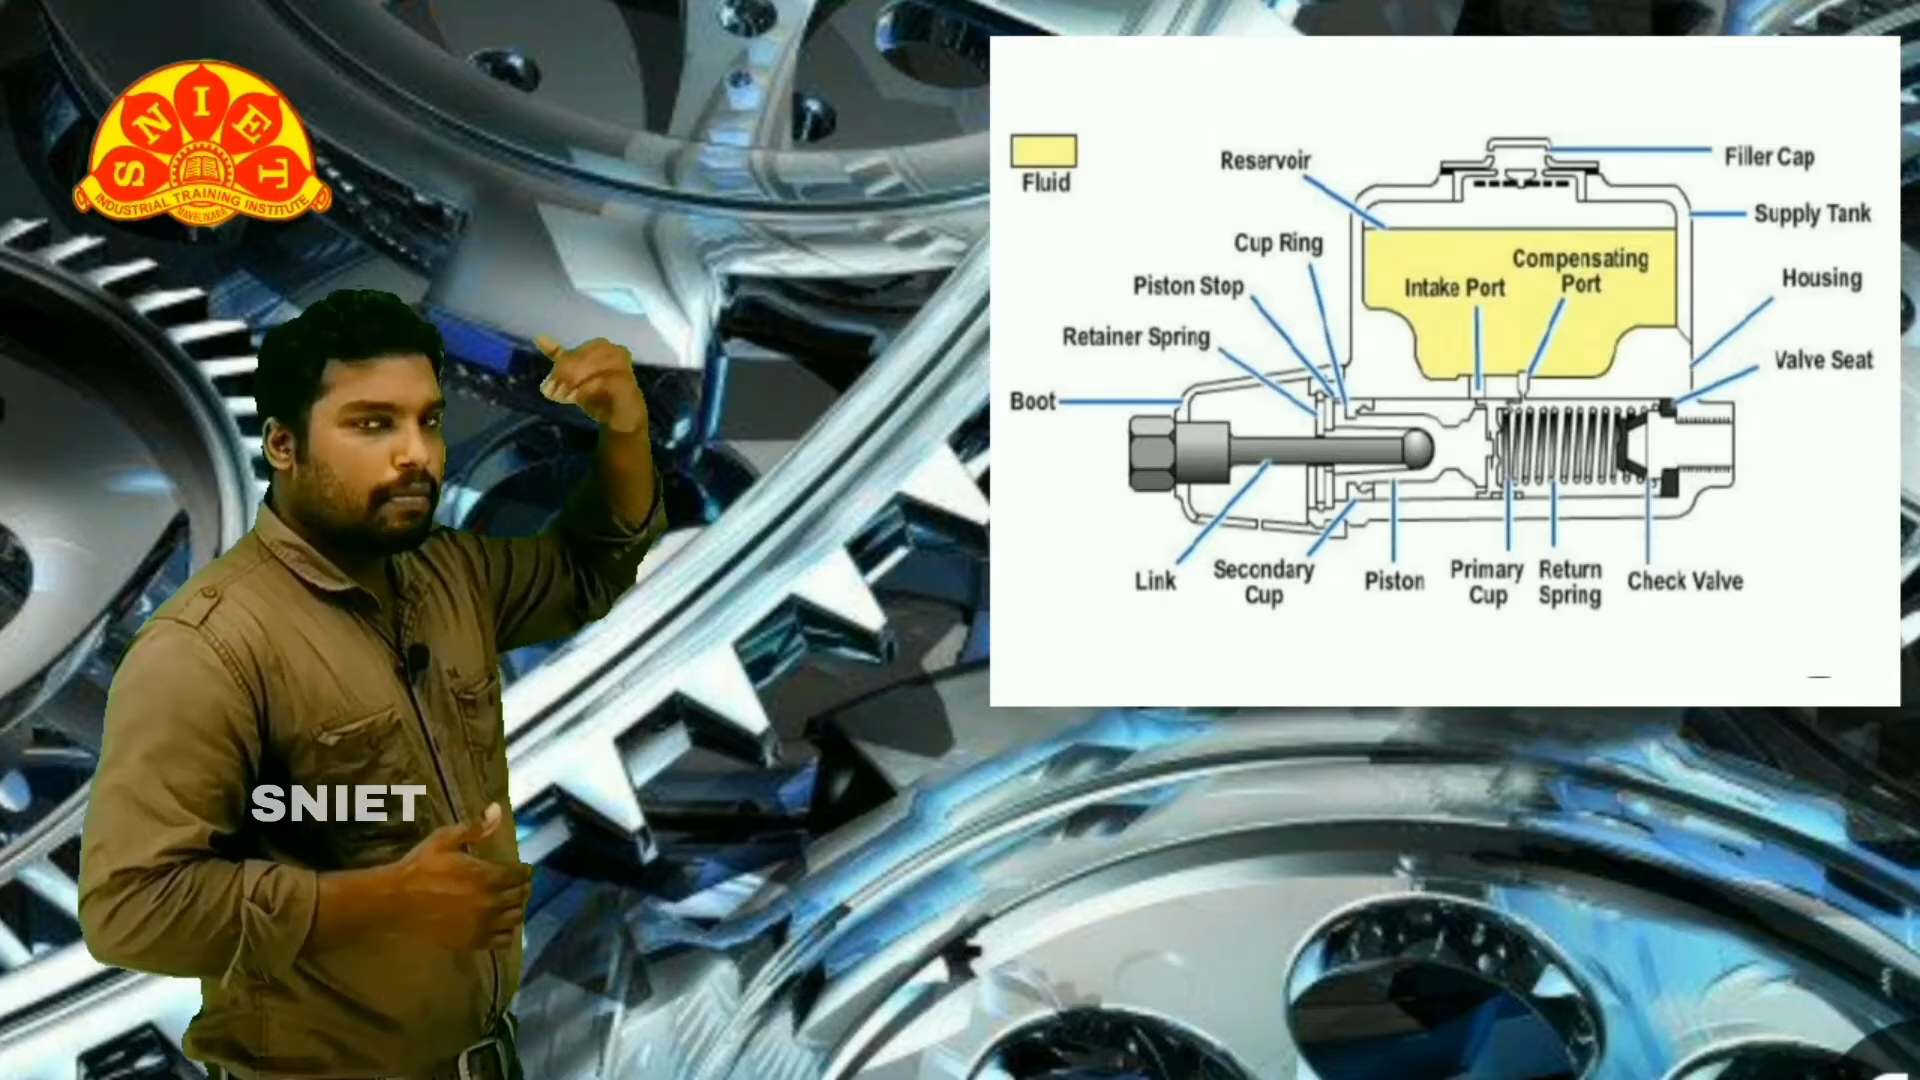 SNIET
INDUSTRIAL TRAINING INSTITUTE
MAVELIKARA
Fluid
Reservoir
Filler Cap
Supply Tank
Cup Ring
Compensating
Port
Intake Port
Housing
Piston Stop
Retainer Spring
Valve Seat
Boot
Link
Secondary
Cup
Piston
Primary
Cup
Return
Spring
Check Valve
SNIET